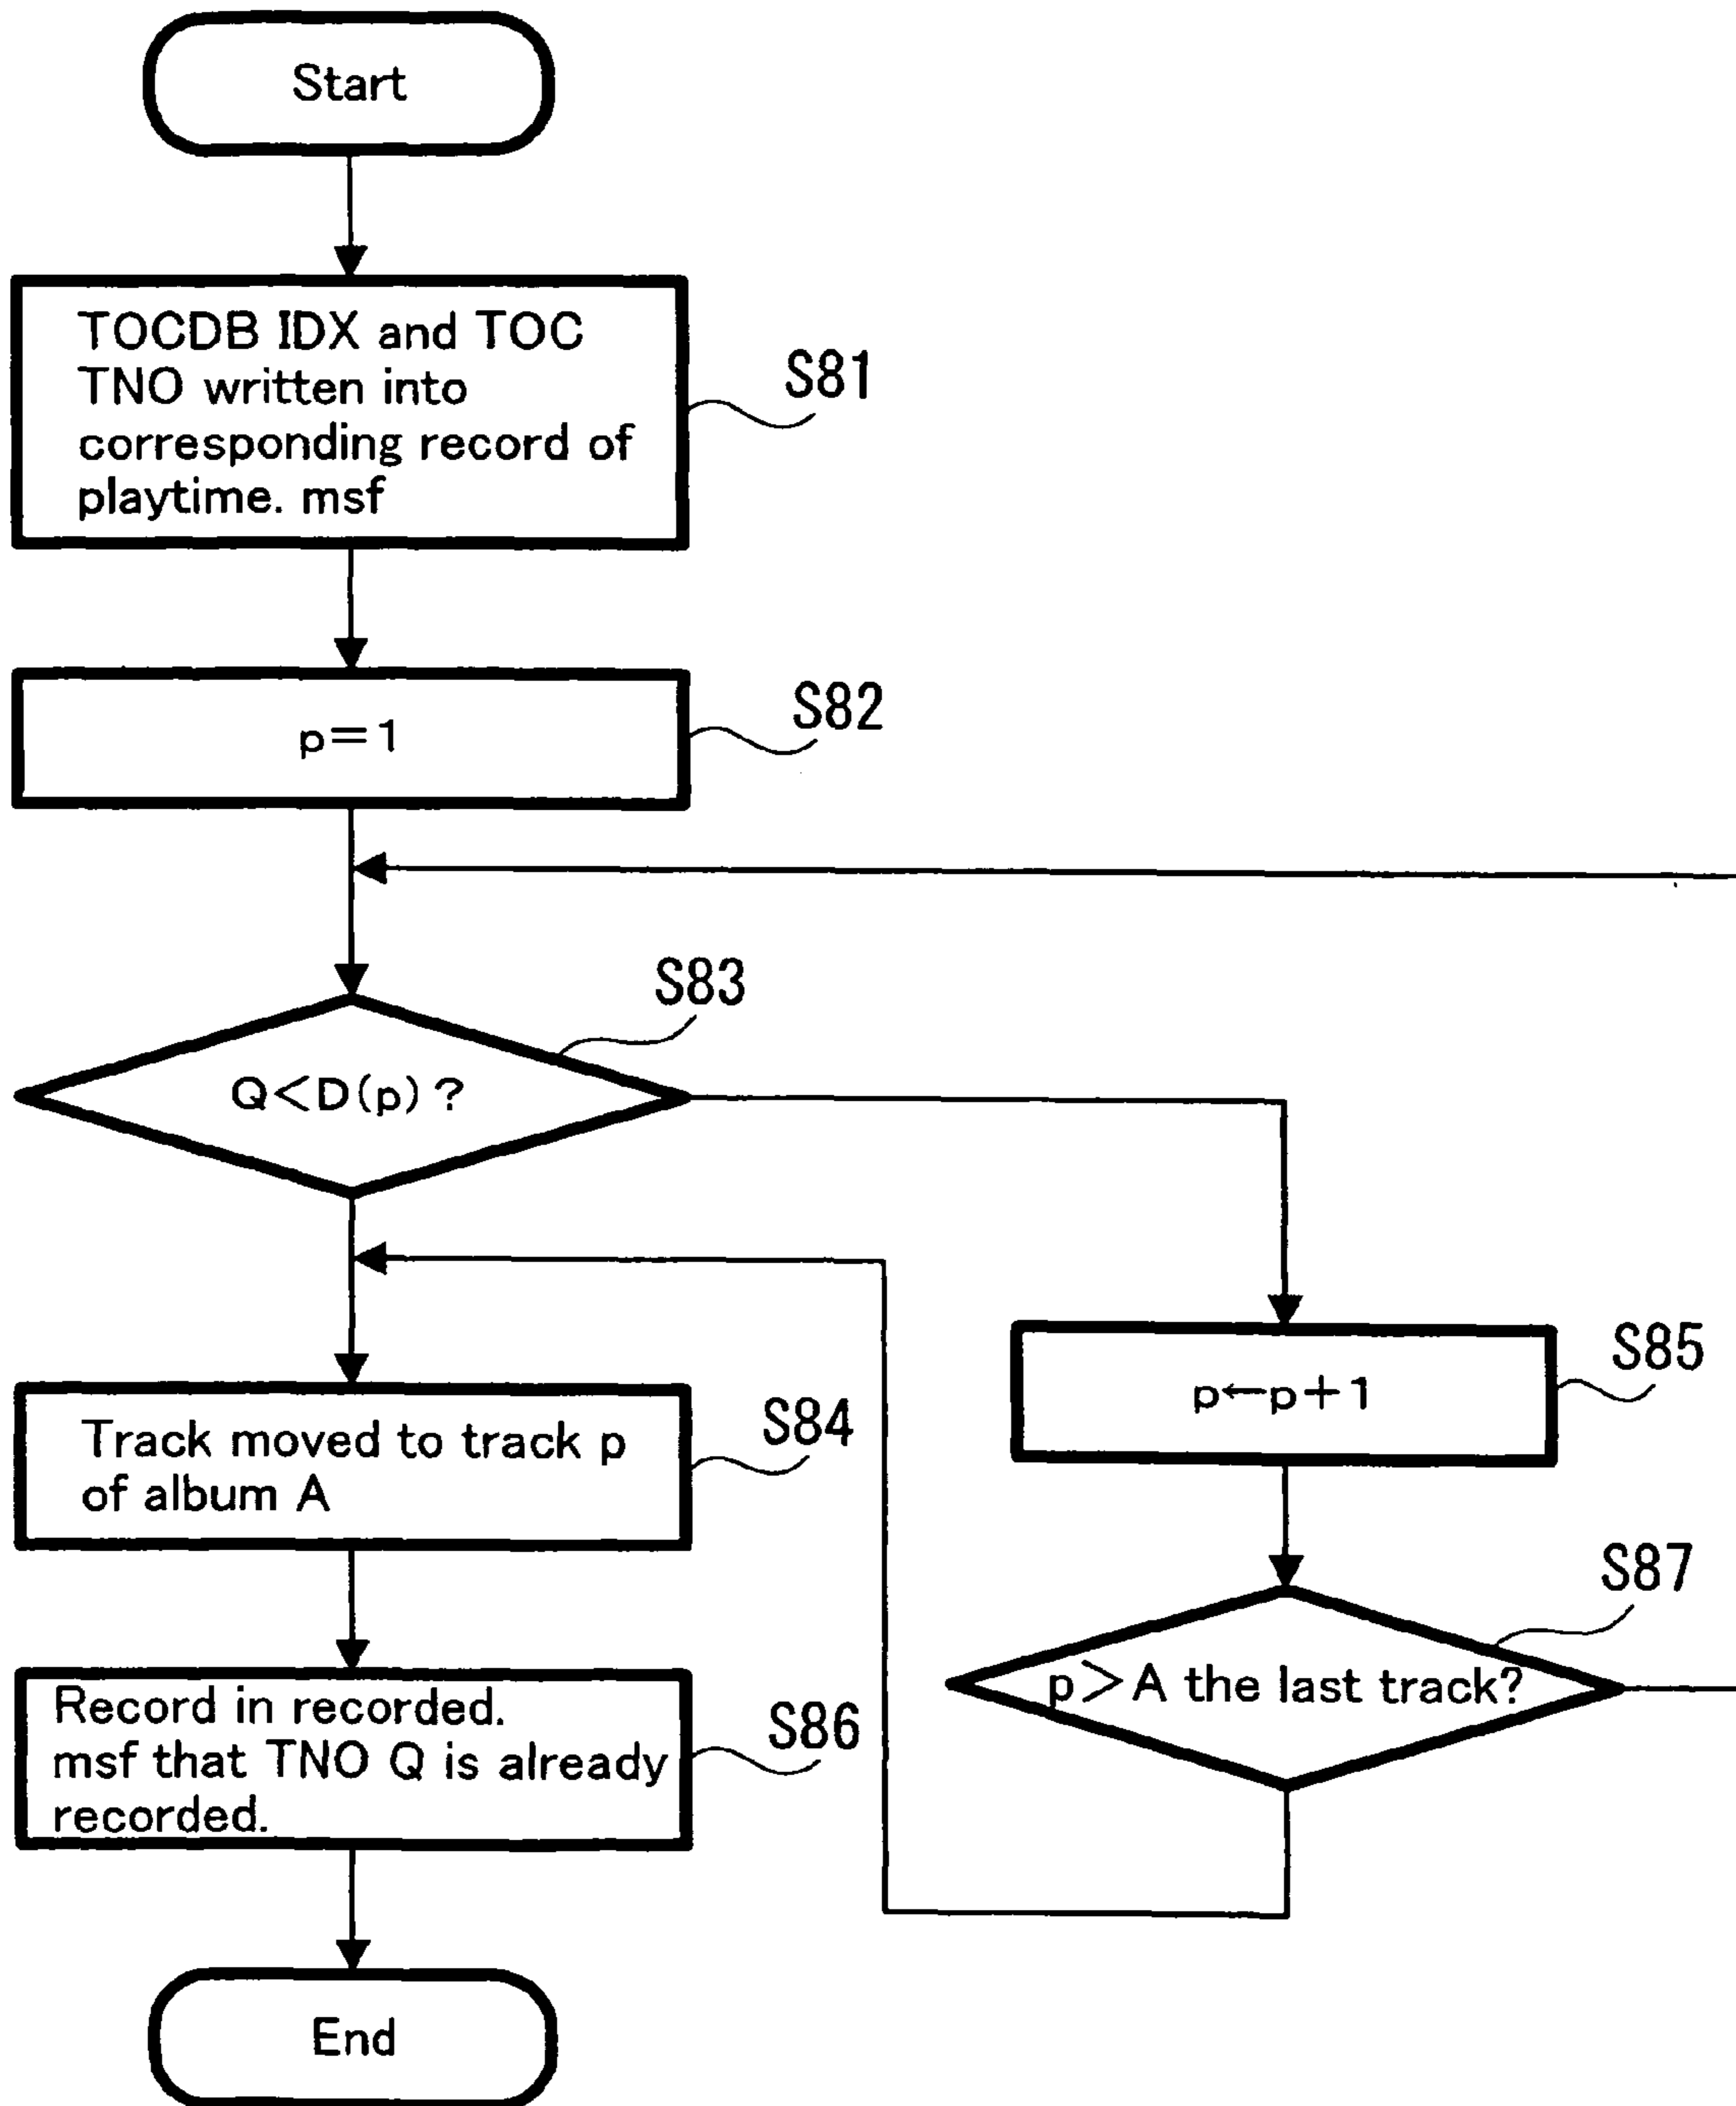 Start
TOCDB IDX and TOC
TNO written into
corresponding record of
playtime. msf
S81
p=1
S82
S83
Q<D(p)?
Track moved to track p
of album A
S84
p←p+1
S85
Record in recorded.
msf that TNO Q is already
recorded.
S86
S87
p>A the last track?
End